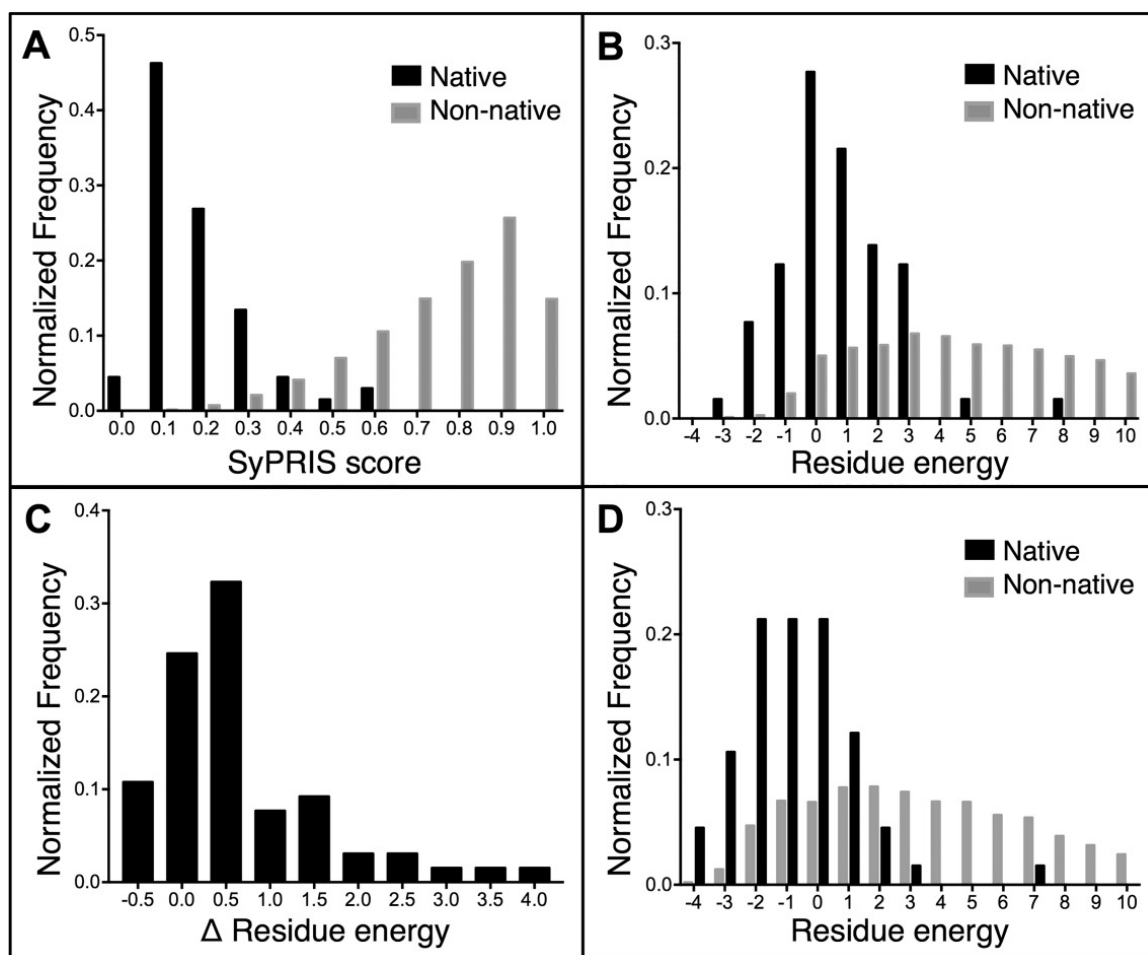 A
Normalized Frequency
0.5
0.4
0.3
0.2
0.1
0.0
Native
Non-native
0.0 0.1 0.2 0.3 0.4 0.5 0.6 0.7 0.8 0.9 1.0
SyPRIS score
B
Normalized Frequency
0.3
0.2
0.1
0.0
Native
Non-native
-4 -3 -2 -1 0 1 2 3 4 5 6 7 8 9 10
Residue energy
C
Normalized Frequency
0.4
0.3
0.2
0.1
0.0
-0.5 0.0 0.5 1.0 1.5 2.0 2.5 3.0 3.5 4.0
Δ Residue energy
D
Normalized Frequency
0.3
0.2
0.1
0.0
Native
Non-native
-4 -3 -2 -1 0 1 2 3 4 5 6 7 8 9 10
Residue energy